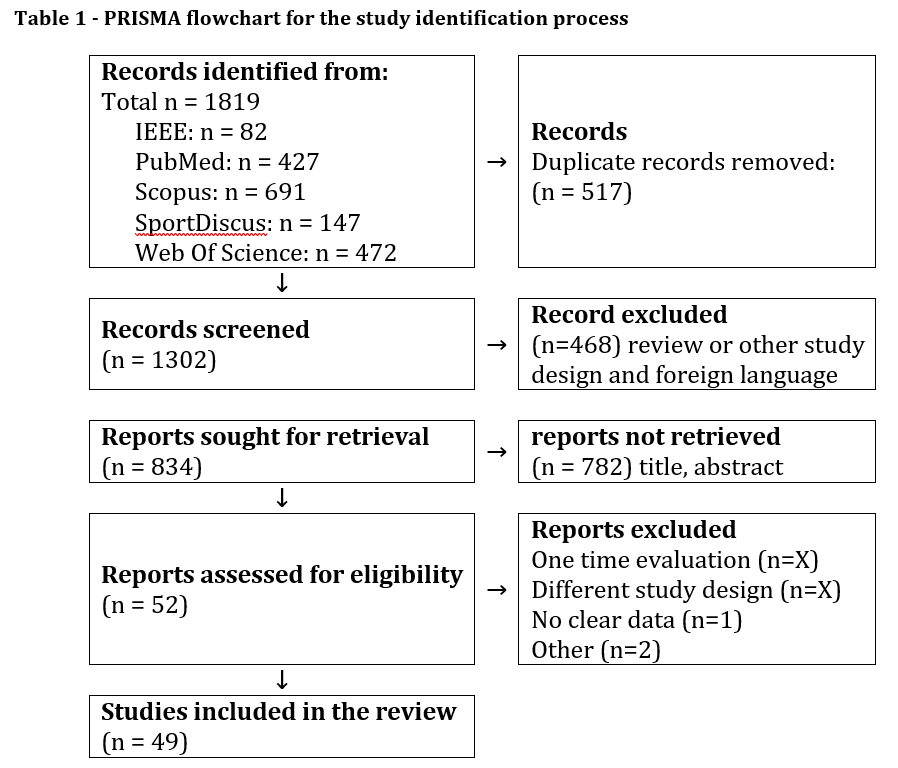 Table 1 - PRISMA flowchart for the study identification process
Records identified from:
Total n = 1819
IEEE: n = 82
PubMed: n = 427
Scopus: n = 691
SportDiscus: n = 147
Web Of Science: n = 472
→
Records
Duplicate records removed:
(n = 517)
↓
Records screened
(n = 1302)
→
Record excluded
(n=468) review or other study
design and foreign language
Reports sought for retrieval
(n = 834)
→
reports not retrieved
(n = 782) title, abstract
↓
Reports assessed for eligibility
(n = 52)
→
Reports excluded
One time evaluation (n=X)
Different study design (n=X)
No clear data (n=1)
Other (n=2)
↓
Studies included in the review
(n = 49)